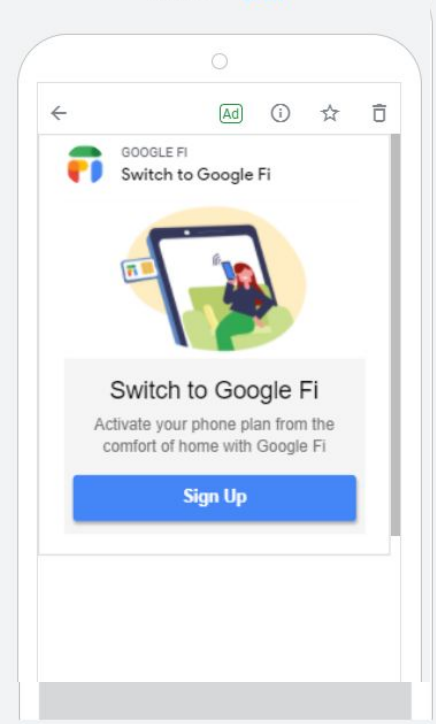 Ad
GOOGLE FI
Switch to Google Fi
Switch to Google Fi
Activate your phone plan from the
comfort of home with Google Fi
Sign Up